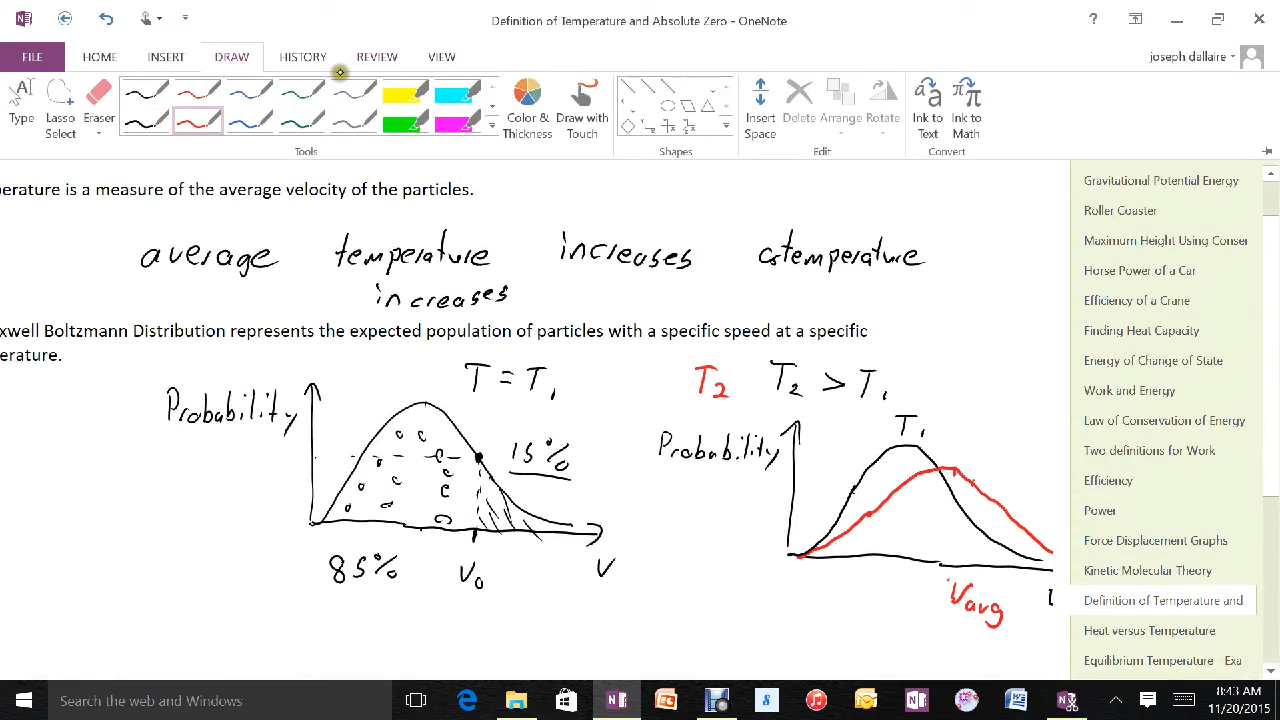 Definition of Temperature and Absolute Zero - OneNote
FILE HOME INSERT DRAW HISTORY REVIEW VIEW
joseph dallaire
Type
Lasso Select
Eraser
Color & Thickness
Draw with Touch
Insert Space
Delete
Arrange
Rotate
Ink to Text
Ink to Math
Tools
Shapes
Edit
Convert
perature is a measure of the average velocity of the particles.
average temperature increases as temperature
increases
xwell Boltzmann Distribution represents the expected population of particles with a specific speed at a specific
erature.
T = T₁
Probability
15%
85%
V₀
V
T₂ T₂ > T₁
Probability
T₁
Vavg
Gravitational Potential Energy
Roller Coaster
Maximum Height Using Conser
Horse Power of a Car
Efficiency of a Crane
Finding Heat Capacity
Energy of Change of State
Work and Energy
Law of Conservation of Energy
Two definitions for Work
Efficiency
Power
Force Displacement Graphs
Kinetic Molecular Theory
Definition of Temperature and
Heat versus Temperature
Equilibrium Temperature - Exa
Search the web and Windows
8:43 AM
11/20/2015